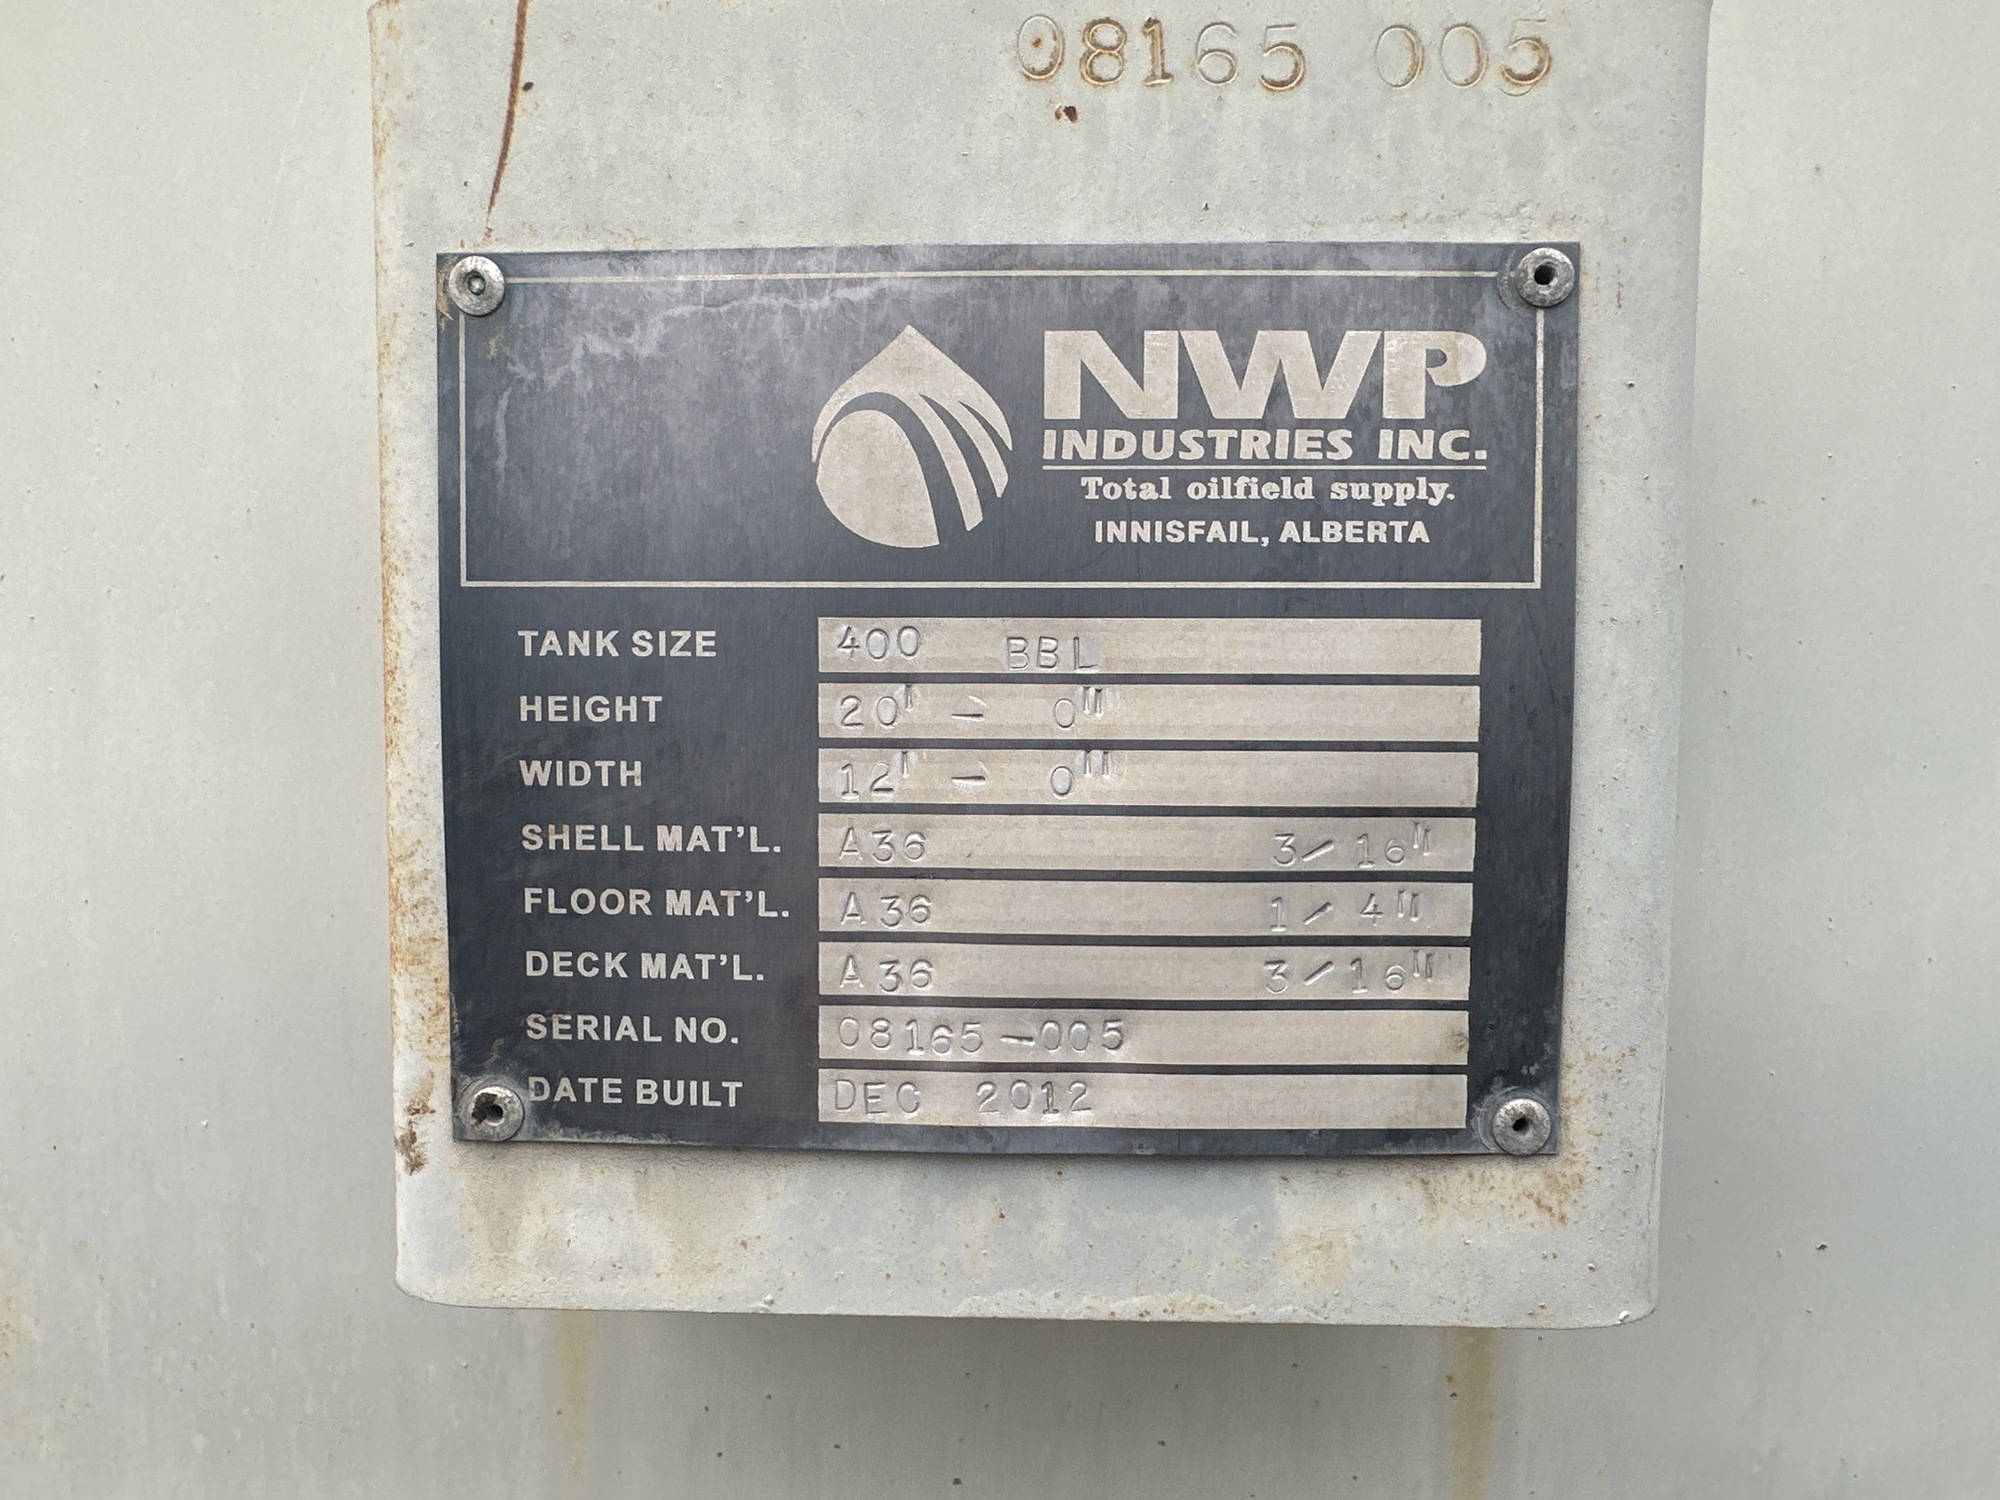 08165 005
NWP
INDUSTRIES INC.
Total oilfield supply.
INNISFAIL, ALBERTA
TANK SIZE 400 BBL
HEIGHT 20' - 0"
WIDTH 12' - 0"
SHELL MAT'L. A36 3/16"
FLOOR MAT'L. A36 1/4"
DECK MAT'L. A36 3/16"
SERIAL NO. 08165-005
DATE BUILT DEC 2012